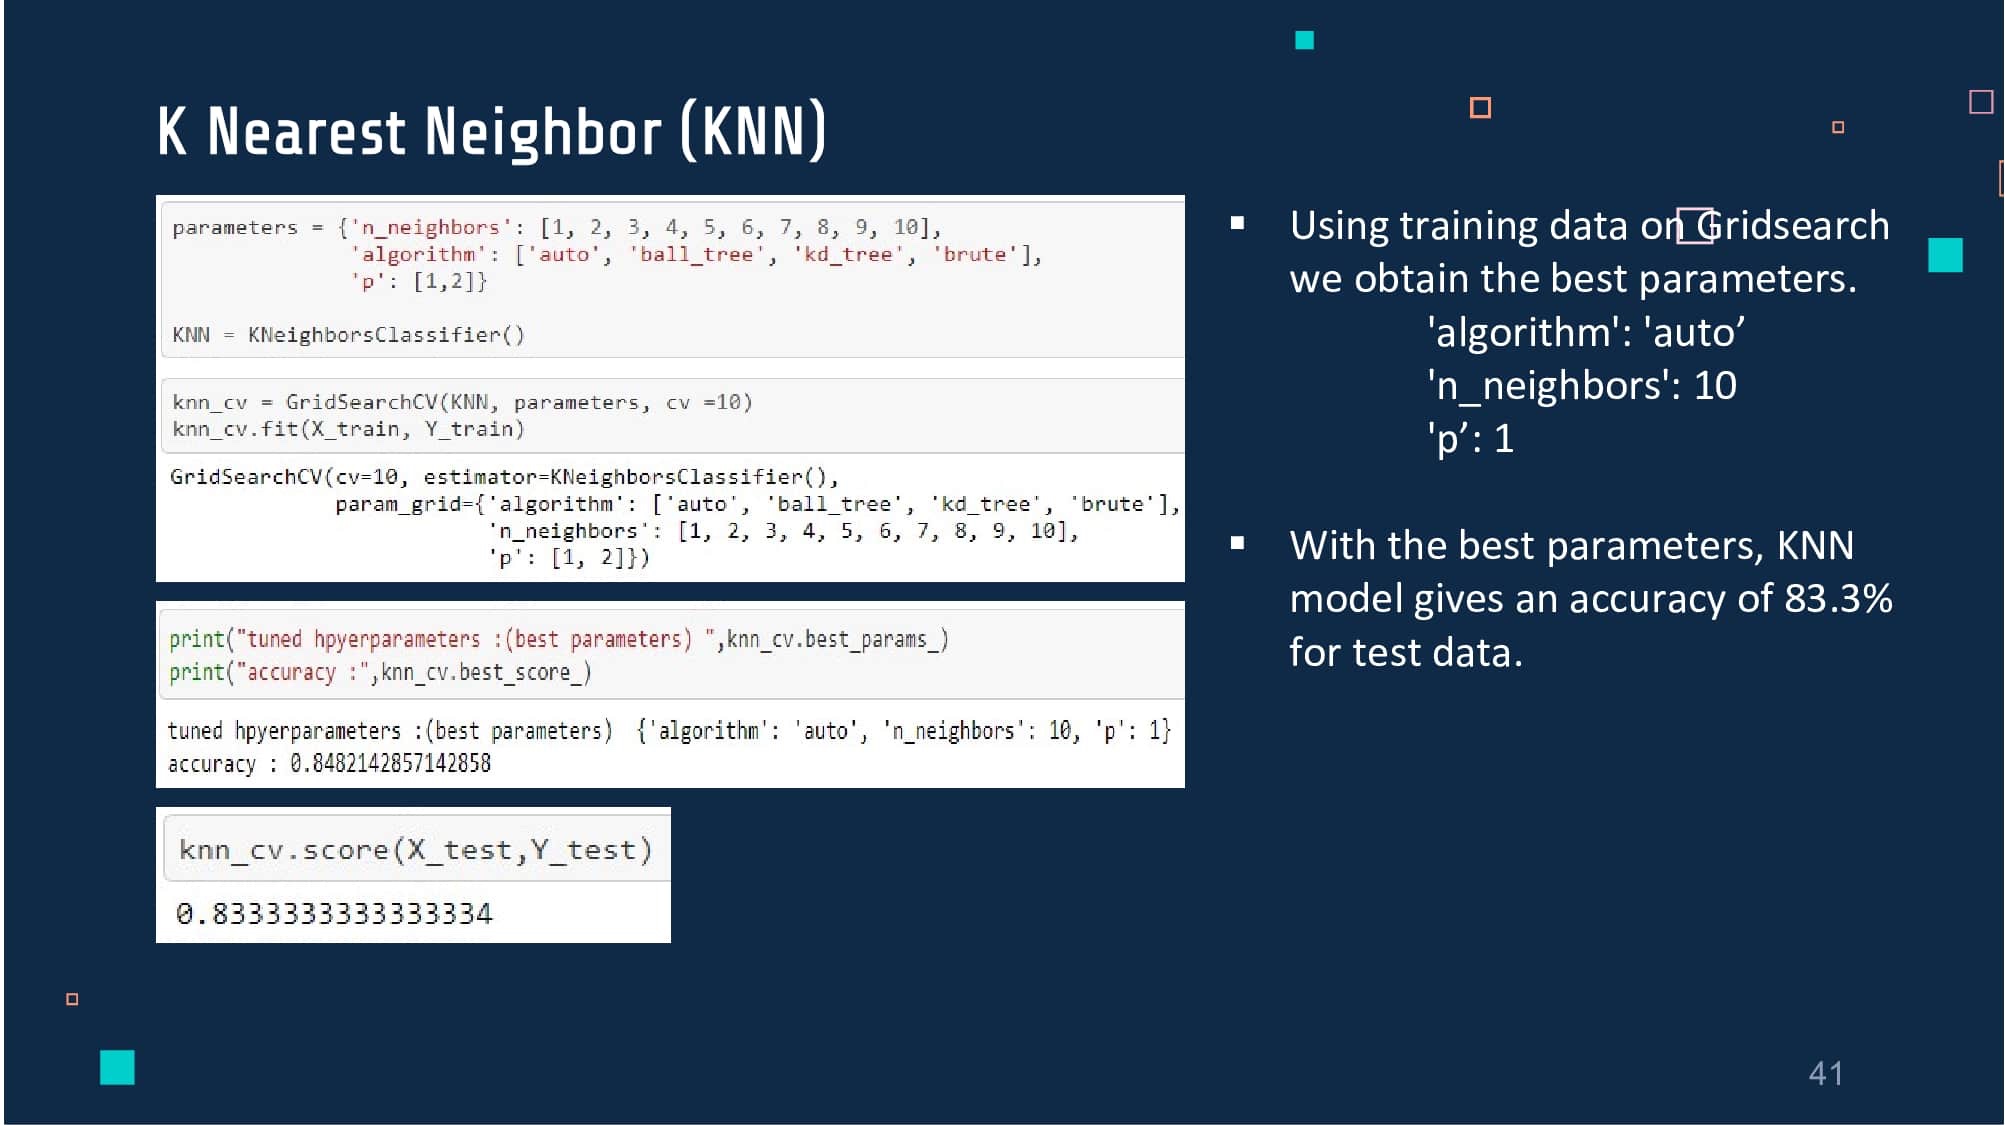 K Nearest Neighbor (KNN)
parameters = {'n_neighbors': [1, 2, 3, 4, 5, 6, 7, 8, 9, 10],
'algorithm': ['auto', 'ball_tree', 'kd_tree', 'brute'],
'p': [1,2]}
KNN = KNeighborsClassifier()
knn_cv = GridSearchCV(KNN, parameters, cv =10)
knn_cv.fit(X_train, Y_train)
GridSearchCV(cv=10, estimator=KNeighborsClassifier(),
param_grid={'algorithm': ['auto', 'ball_tree', 'kd_tree', 'brute'],
'n_neighbors': [1, 2, 3, 4, 5, 6, 7, 8, 9, 10],
'p': [1, 2]})
print("tuned hpyerparameters :(best parameters) ",knn_cv.best_params_)
print("accuracy :",knn_cv.best_score_)
tuned hpyerparameters :(best parameters)  {'algorithm': 'auto', 'n_neighbors': 10, 'p': 1}
accuracy : 0.8482142857142858
knn_cv.score(X_test,Y_test)
0.8333333333333334
▪ Using training data on Gridsearch
we obtain the best parameters.
'algorithm': 'auto’
'n_neighbors': 10
'p’: 1
▪ With the best parameters, KNN
model gives an accuracy of 83.3%
for test data.
41